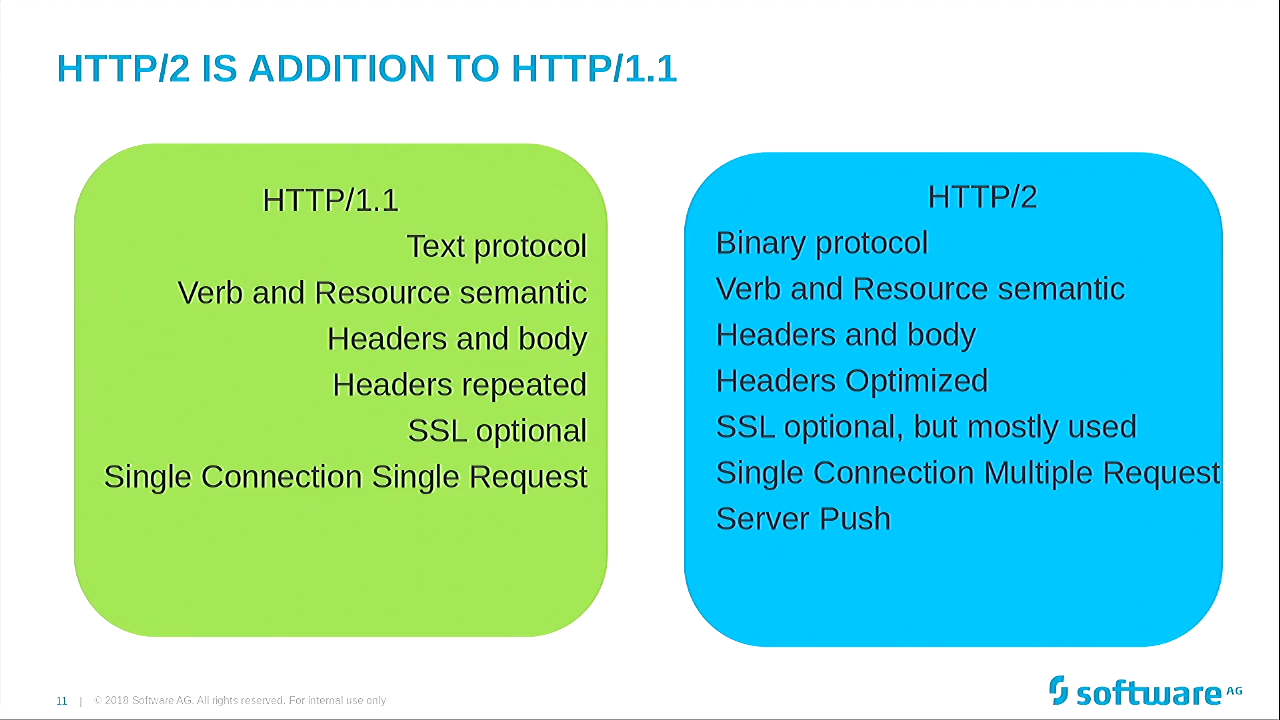 HTTP/2 IS ADDITION TO HTTP/1.1
HTTP/1.1
Text protocol
Verb and Resource semantic
Headers and body
Headers repeated
SSL optional
Single Connection Single Request
HTTP/2
Binary protocol
Verb and Resource semantic
Headers and body
Headers Optimized
SSL optional, but mostly used
Single Connection Multiple Request
Server Push
11 | © 2018 Software AG. All rights reserved. For internal use only
software AG